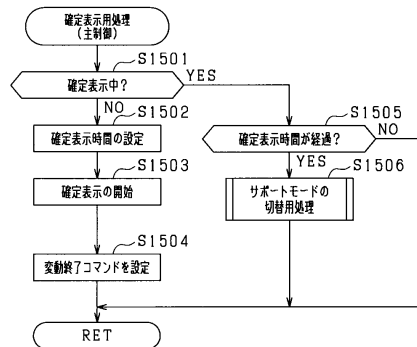 確定表示用処理
(主制御)
S1501
確定表示中?
YES
NO
S1502
確定表示時間の設定
S1503
確定表示の開始
S1504
変動終了コマンドを設定
S1505
確定表示時間が経過?
NO
YES
S1506
サポートモードの
切替用処理
RET